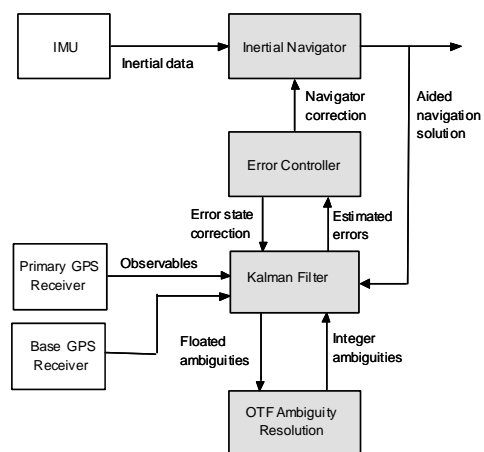 IMU
Inertial Navigator
Inertial data
Navigator
correction
Aided
navigation
solution
Error Controller
Error state
correction
Estimated
errors
Primary GPS
Receiver
Observables
Kalman Filter
Base GPS
Receiver
Floated
ambiguities
Integer
ambiguities
OTF Ambiguity
Resolution